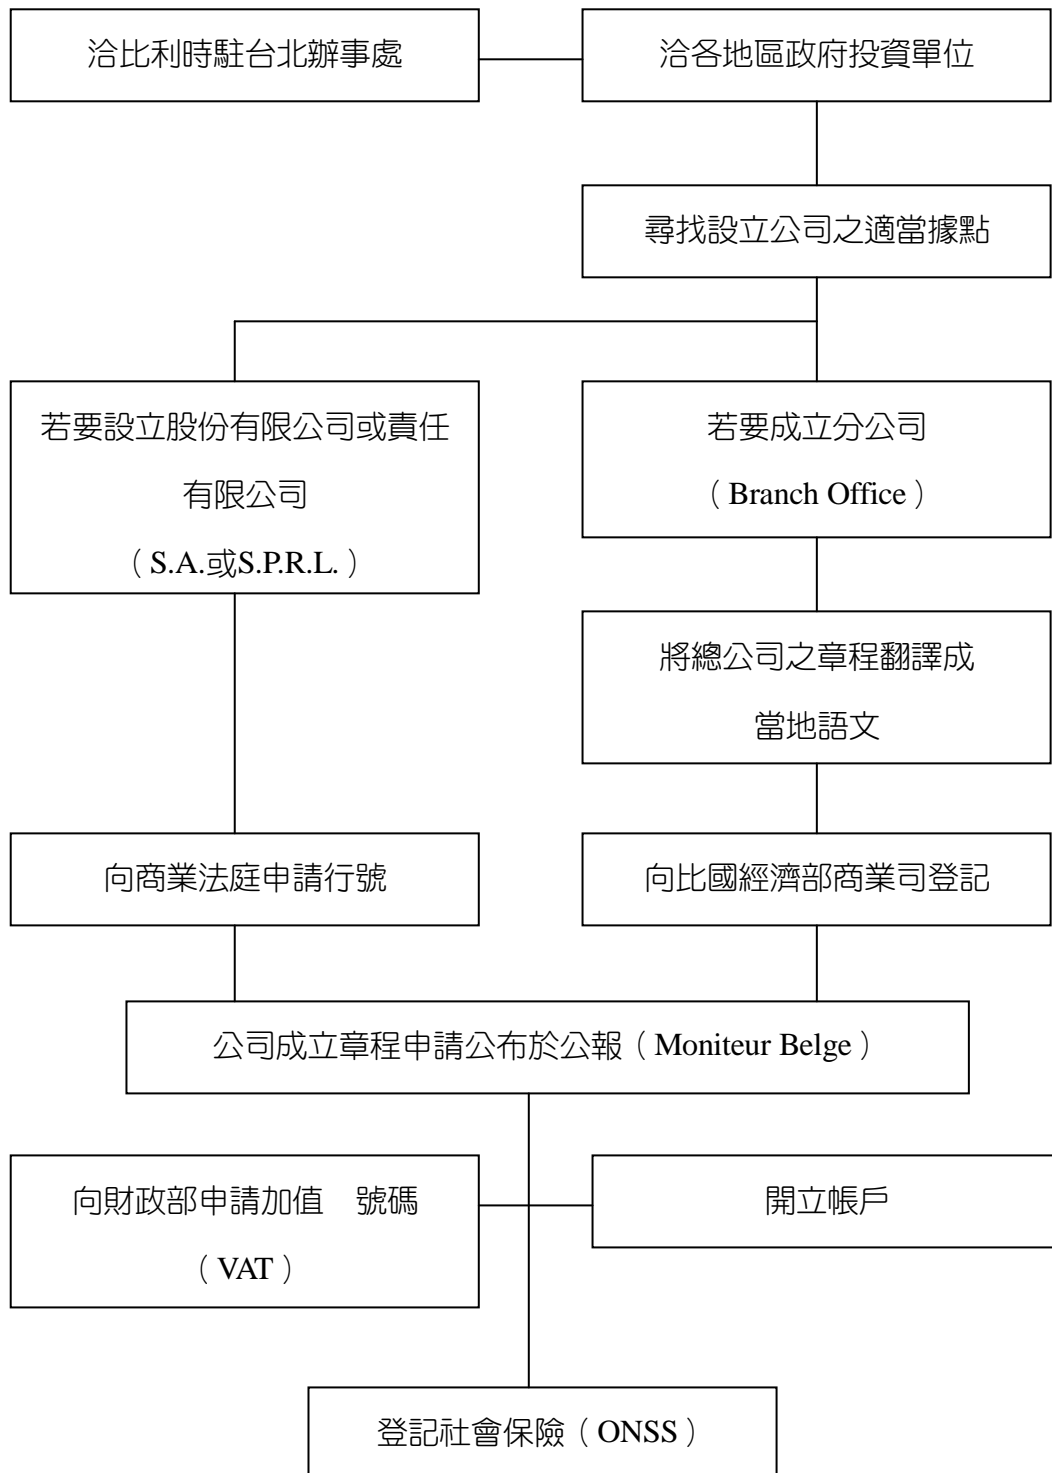 洽比利時駐台北辦事處
洽各地區政府投資單位
尋找設立公司之適當據點
若要設立股份有限公司或責任
有限公司
（S.A.或S.P.R.L.）
若要成立分公司
（Branch Office）
將總公司之章程翻譯成
當地語文
向商業法庭申請行號
向比國經濟部商業司登記
公司成立章程申請公布於公報（Moniteur Belge）
向財政部申請加值　號碼
（VAT）
開立帳戶
登記社會保險（ONSS）